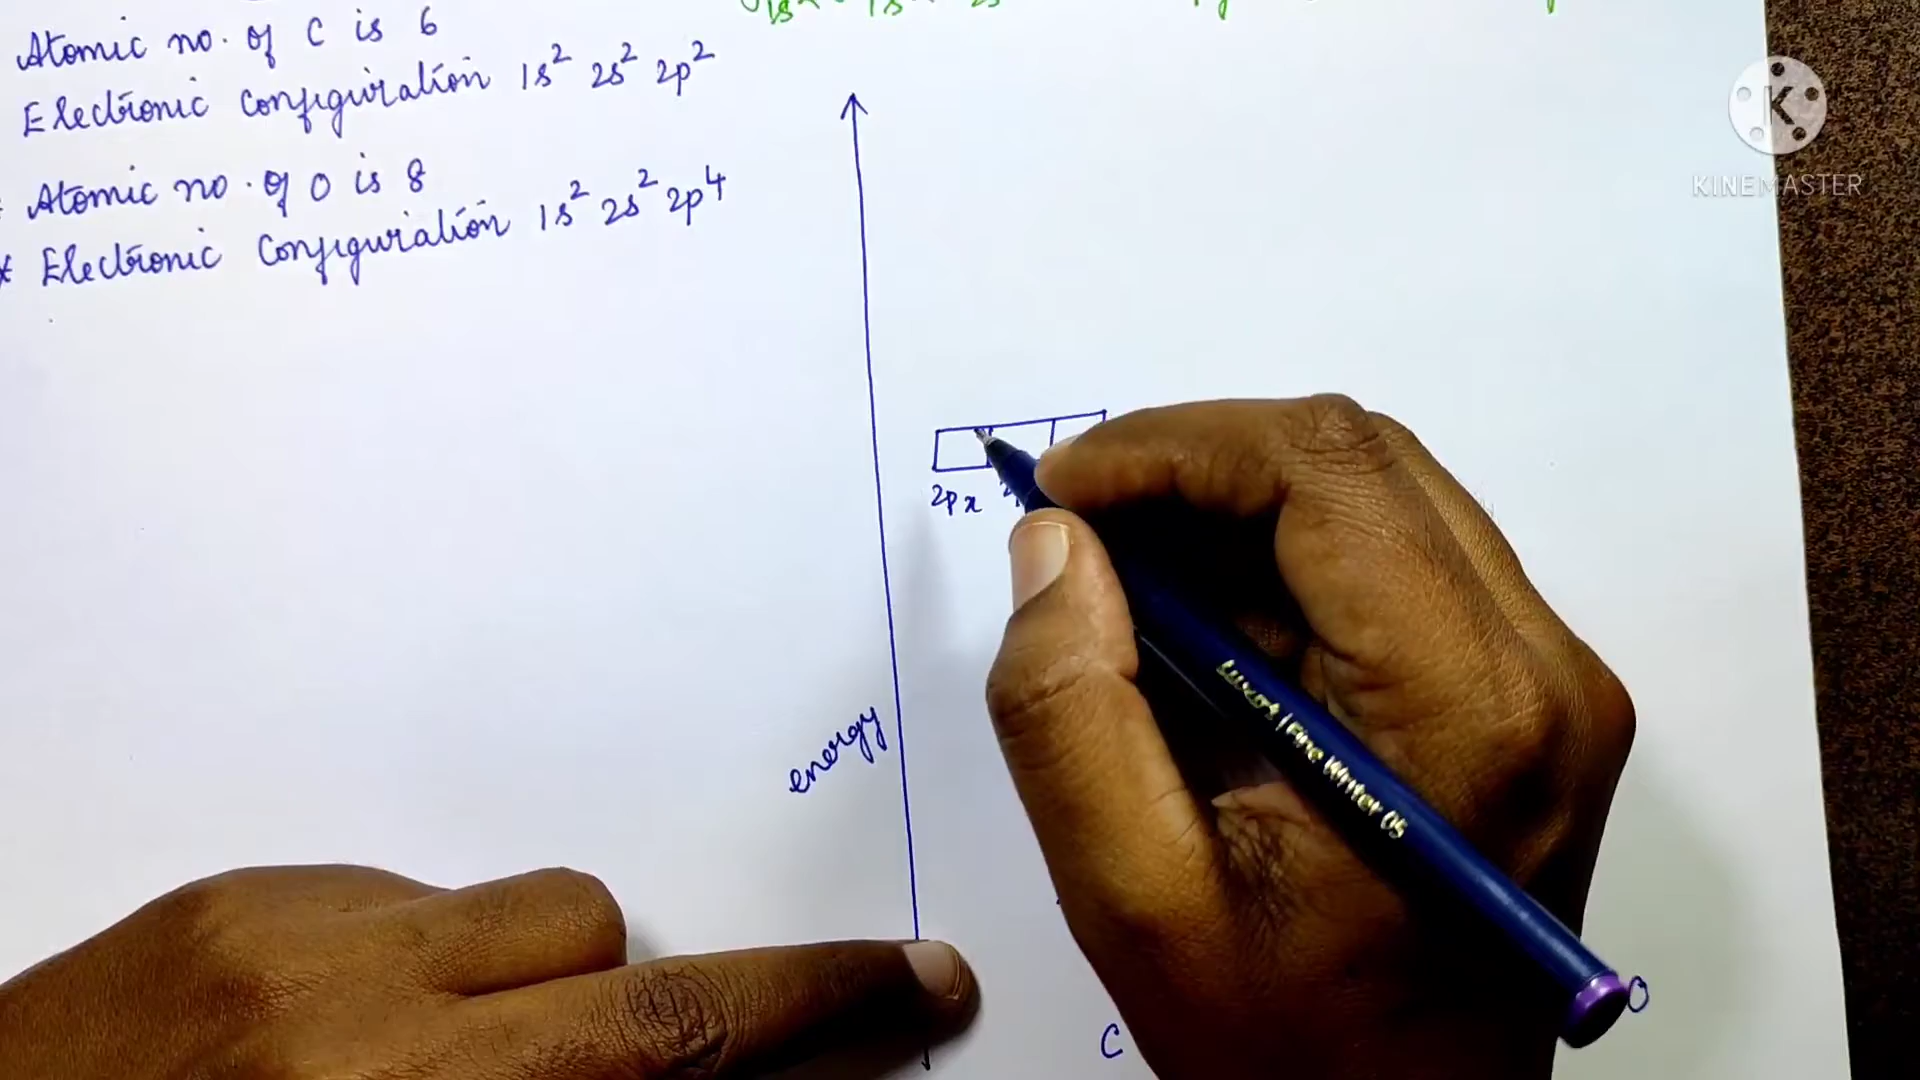 Atomic no. of C is 6
Electronic Configuration 1s² 2s² 2p²
Atomic no. of O is 8
* Electronic Configuration 1s² 2s² 2p⁴
KINEMASTER
2px
energy
Luxor | Fine Writer 05
C
O